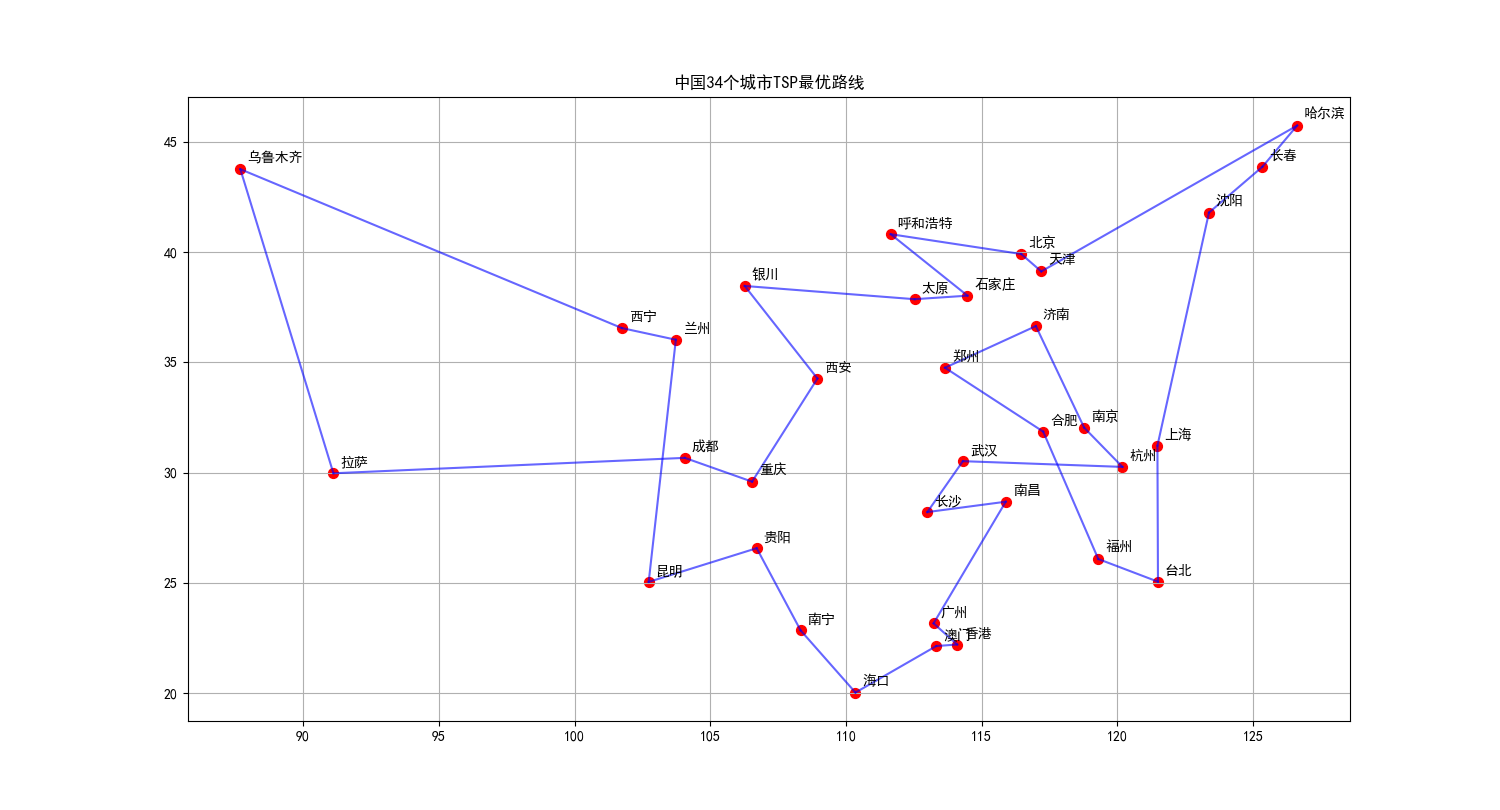 中国34个城市TSP最优路线
哈尔滨
45
长春
乌鲁木齐
沈阳
呼和浩特
北京
40
天津
银川
石家庄
太原
西宁
济南
兰州
35
郑州
西安
南京
合肥
上海
成都
武汉
杭州
拉萨
重庆
30
南昌
长沙
贵阳
福州
昆明
台北
25
南宁
广州
澳门
香港
海口
20
90
95
100
105
110
115
120
125